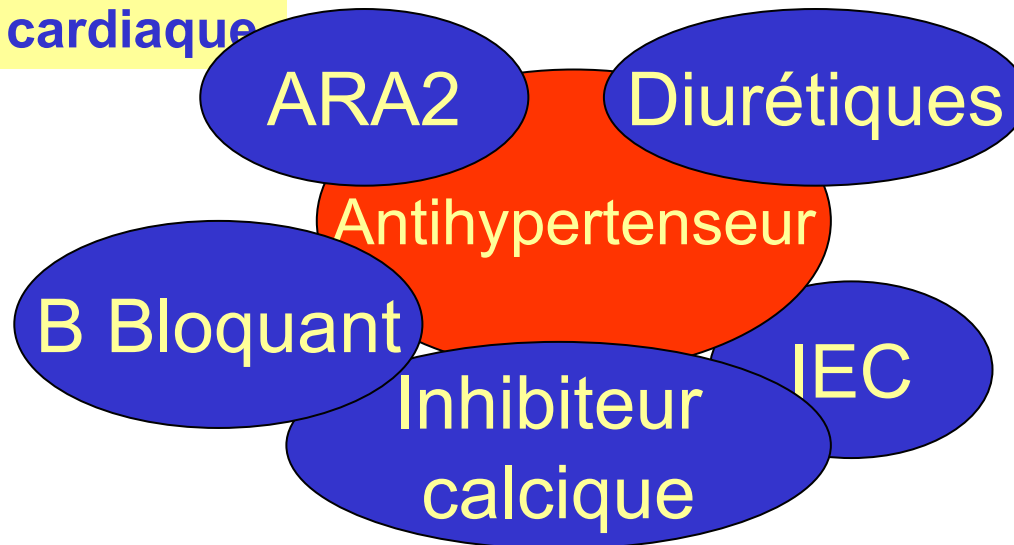 cardiaque
ARA2
Diurétiques
Antihypertenseur
B Bloquant
IEC
Inhibiteur
calcique